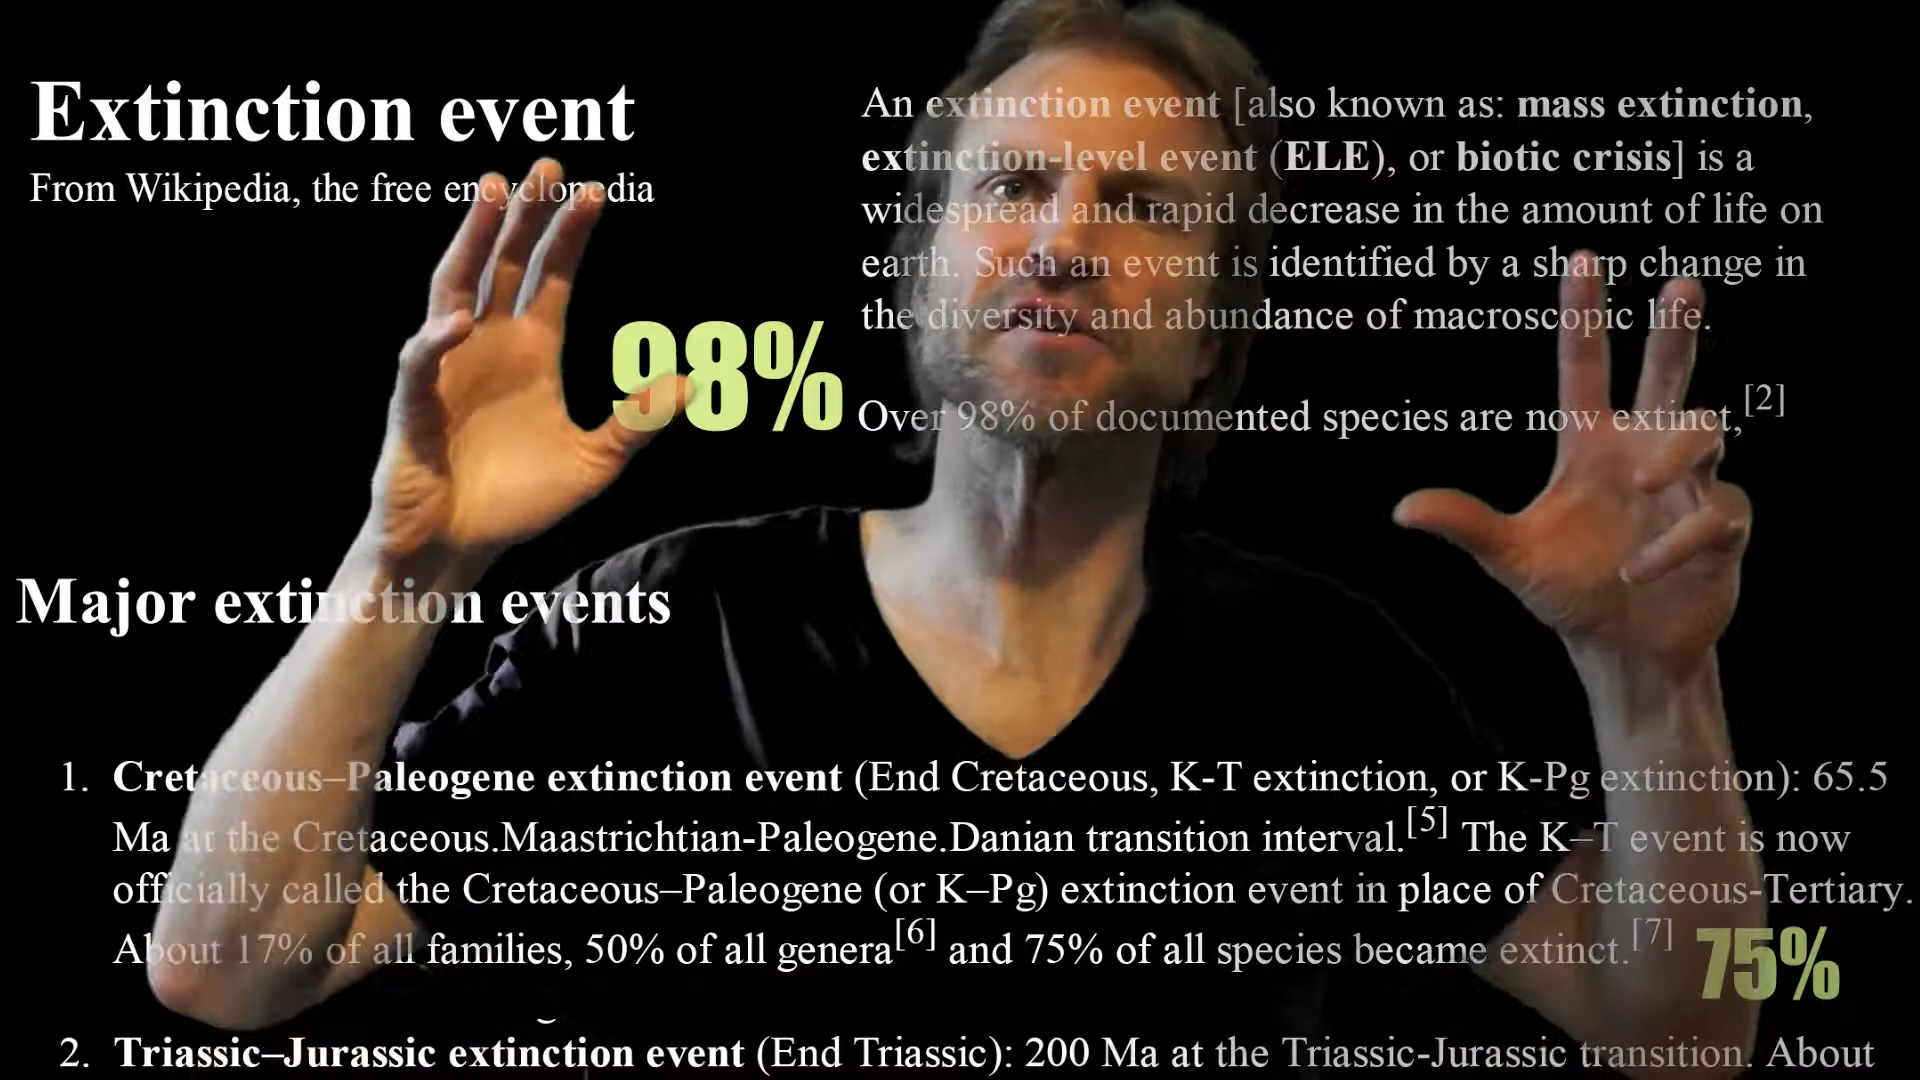 Extinction event
From Wikipedia, the free encyclopedia
An extinction event [also known as: mass extinction,
extinction-level event (ELE), or biotic crisis] is a
widespread and rapid decrease in the amount of life on
earth. Such an event is identified by a sharp change in
the diversity and abundance of macroscopic life.
98%
Over 98% of documented species are now extinct,[2]
Major extinction events
1. Cretaceous–Paleogene extinction event (End Cretaceous, K-T extinction, or K-Pg extinction): 65.5
Ma at the Cretaceous.Maastrichtian-Paleogene.Danian transition interval.[5] The K–T event is now
officially called the Cretaceous–Paleogene (or K–Pg) extinction event in place of Cretaceous-Tertiary.
About 17% of all families, 50% of all genera[6] and 75% of all species became extinct.[7]
75%
2. Triassic–Jurassic extinction event (End Triassic): 200 Ma at the Triassic-Jurassic transition. About